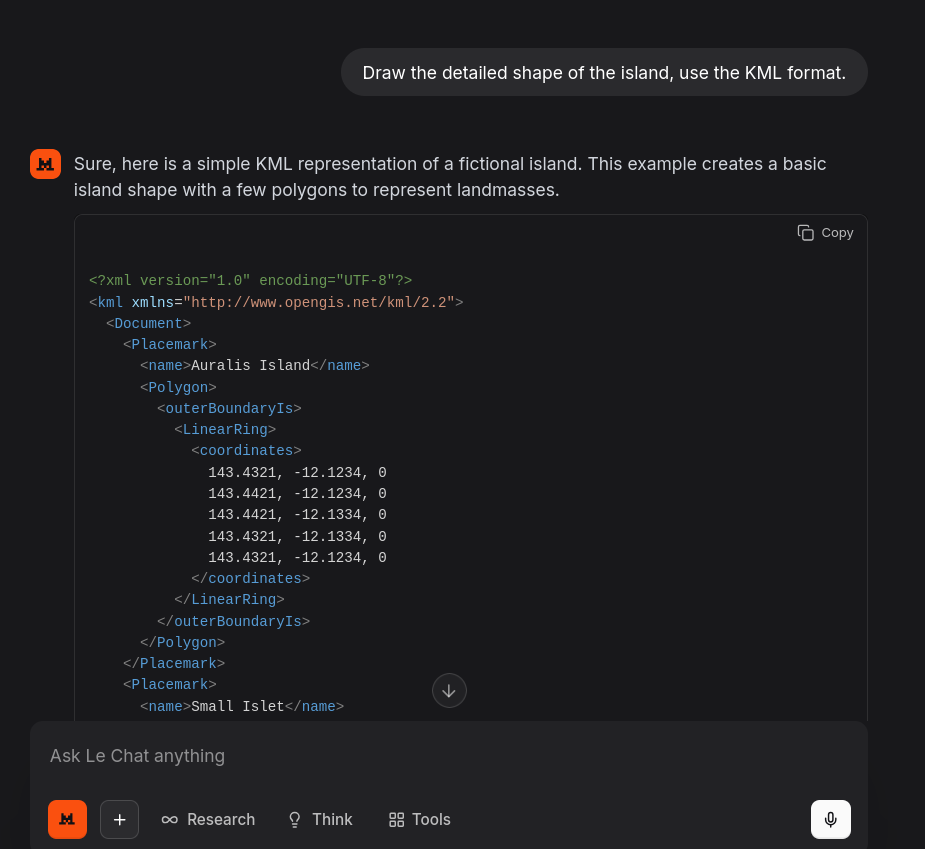 Draw the detailed shape of the island, use the KML format.
Sure, here is a simple KML representation of a fictional island. This example creates a basic
island shape with a few polygons to represent landmasses.
Copy
<?xml version="1.0" encoding="UTF-8"?>
<kml xmlns="http://www.opengis.net/kml/2.2">
  <Document>
    <Placemark>
      <name>Auralis Island</name>
      <Polygon>
        <outerBoundaryIs>
          <LinearRing>
            <coordinates>
              143.4321, -12.1234, 0
              143.4421, -12.1234, 0
              143.4421, -12.1334, 0
              143.4321, -12.1334, 0
              143.4321, -12.1234, 0
            </coordinates>
          </LinearRing>
        </outerBoundaryIs>
      </Polygon>
    </Placemark>
    <Placemark>
      <name>Small Islet</name>
Ask Le Chat anything
Research Think Tools